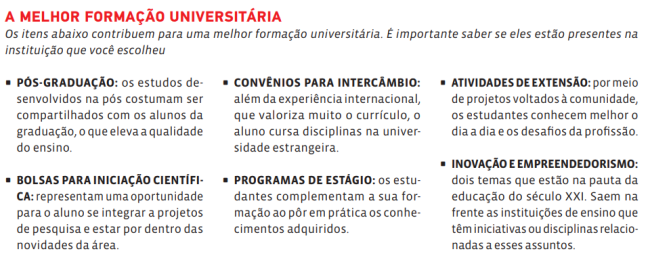 A MELHOR FORMAÇÃO UNIVERSITÁRIA
Os itens abaixo contribuem para uma melhor formação universitária. É importante saber se eles estão presentes na
instituição que você escolheu
▪ PÓS-GRADUAÇÃO: os estudos de-
senvolvidos na pós costumam ser
compartilhados com os alunos da
graduação, o que eleva a qualidade
do ensino.
▪ BOLSAS PARA INICIAÇÃO CIENTÍFI-
CA: representam uma oportunidade
para o aluno se integrar a projetos
de pesquisa e estar por dentro das
novidades da área.
▪ CONVÊNIOS PARA INTERCÂMBIO:
além da experiência internacional,
que valoriza muito o currículo, o
aluno cursa disciplinas na univer-
sidade estrangeira.
▪ PROGRAMAS DE ESTÁGIO: os estu-
dantes complementam a sua for-
mação ao pôr em prática os conhe-
cimentos adquiridos.
▪ ATIVIDADES DE EXTENSÃO: por meio
de projetos voltados à comunidade,
os estudantes conhecem melhor o
dia a dia e os desafios da profissão.
▪ INOVAÇÃO E EMPREENDEDORISMO:
dois temas que estão na pauta da
educação do século XXI. Saem na
frente as instituições de ensino que
têm iniciativas ou disciplinas relacio-
nadas a esses assuntos.